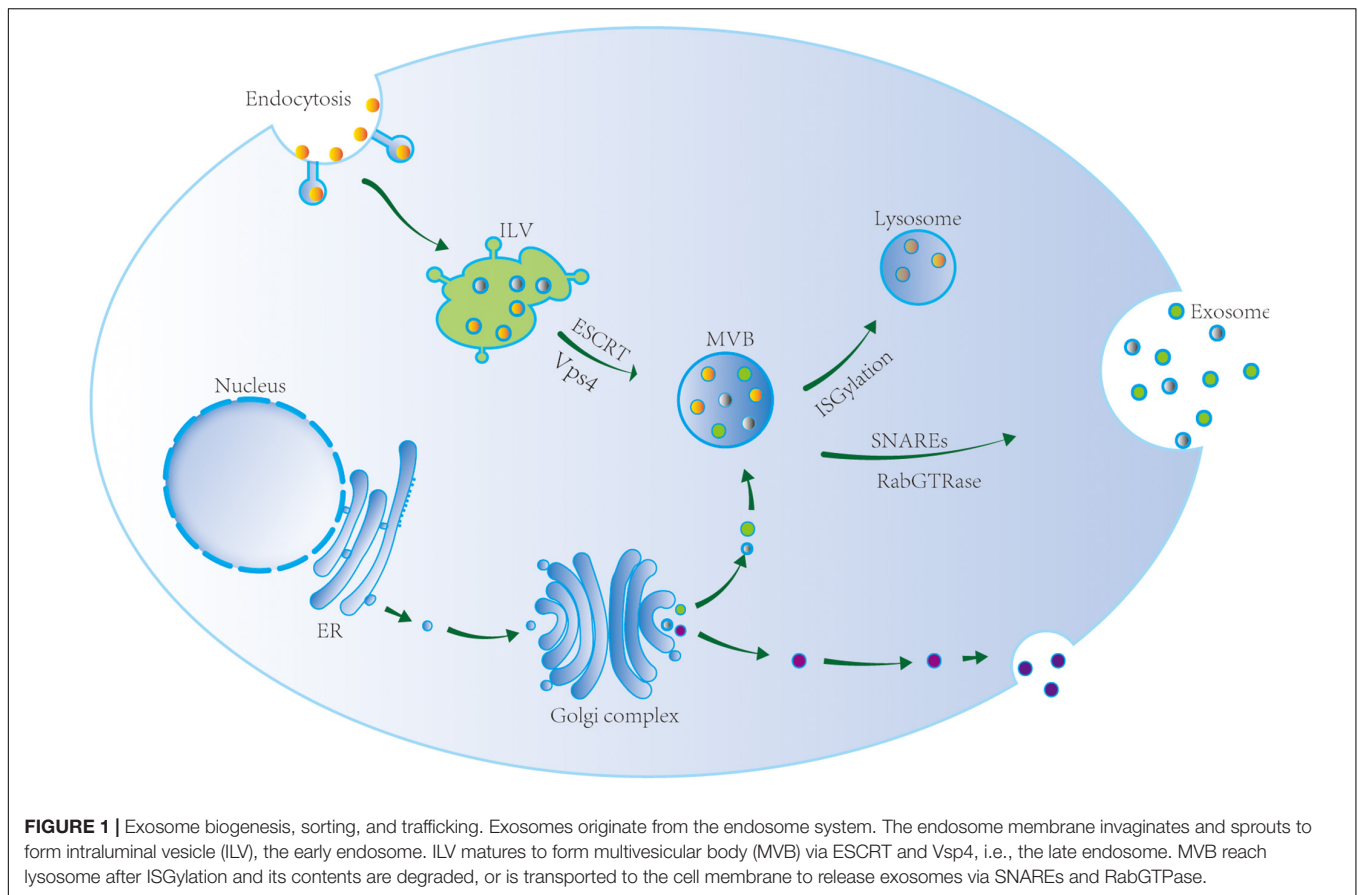 Endocytosis
ILV
Lysosome
Exosome
ESCRT
Vps4
MVB
ISGylation
Nucleus
SNAREs
RabGTRase
ER
Golgi complex
FIGURE 1 | Exosome biogenesis, sorting, and trafficking. Exosomes originate from the endosome system. The endosome membrane invaginates and sprouts to
form intraluminal vesicle (ILV), the early endosome. ILV matures to form multivesicular body (MVB) via ESCRT and Vsp4, i.e., the late endosome. MVB reach
lysosome after ISGylation and its contents are degraded, or is transported to the cell membrane to release exosomes via SNAREs and RabGTPase.